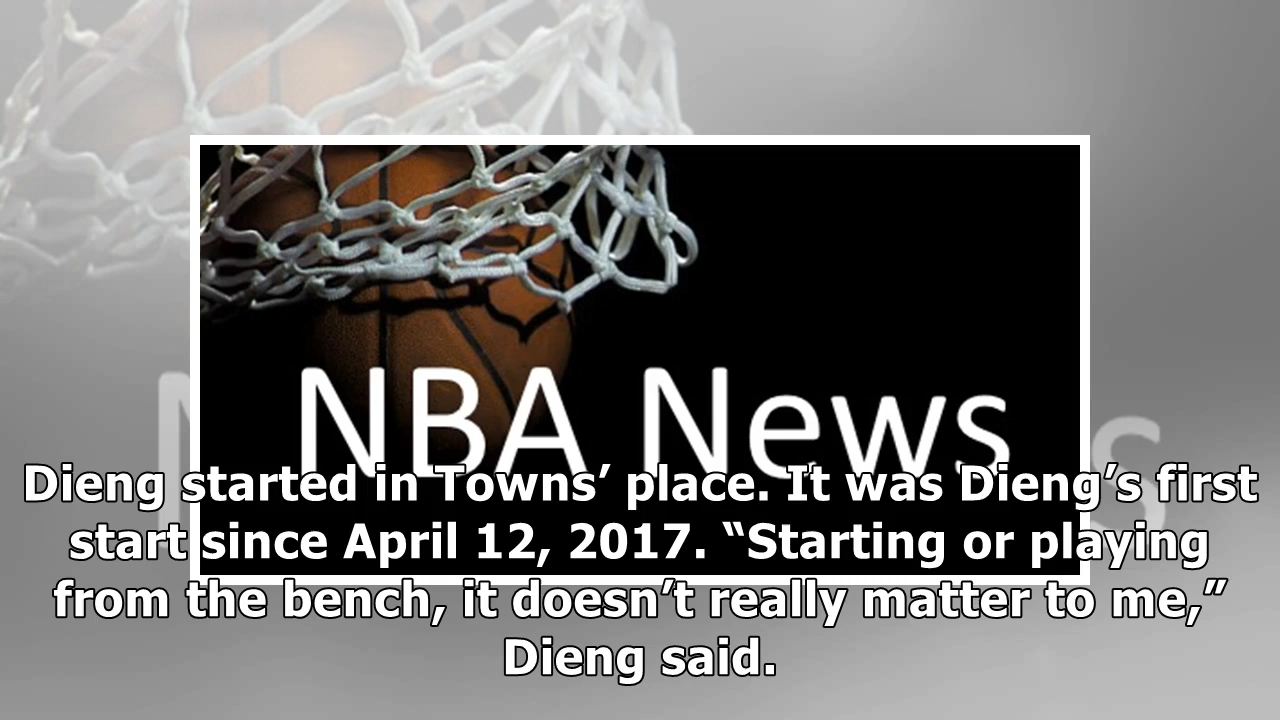 NBA News
Dieng started in Towns’ place. It was Dieng’s first
start since April 12, 2017. “Starting or playing
from the bench, it doesn’t really matter to me,”
Dieng said.